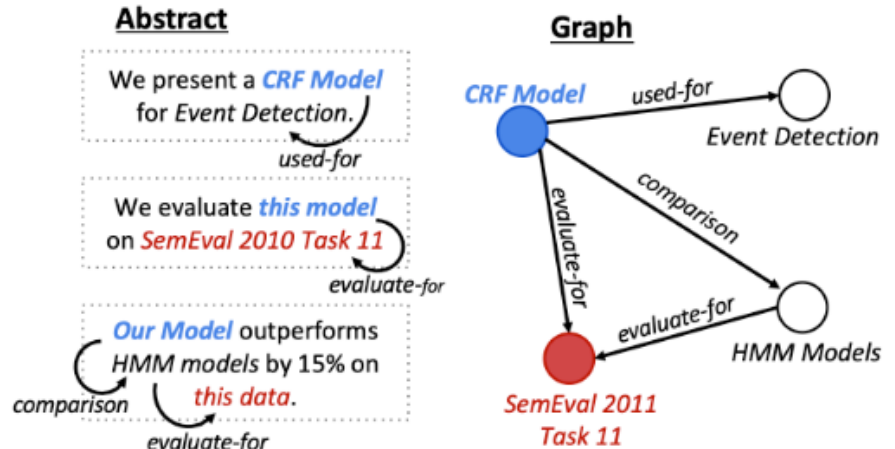 Abstract
We present a CRF Model
for Event Detection.
used-for
We evaluate this model
on SemEval 2010 Task 11
evaluate-for
Our Model outperforms
HMM models by 15% on
this data.
comparison
evaluate-for
Graph
CRF Model
used-for
Event Detection
comparison
evaluate-for
evaluate-for
HMM Models
SemEval 2011
Task 11